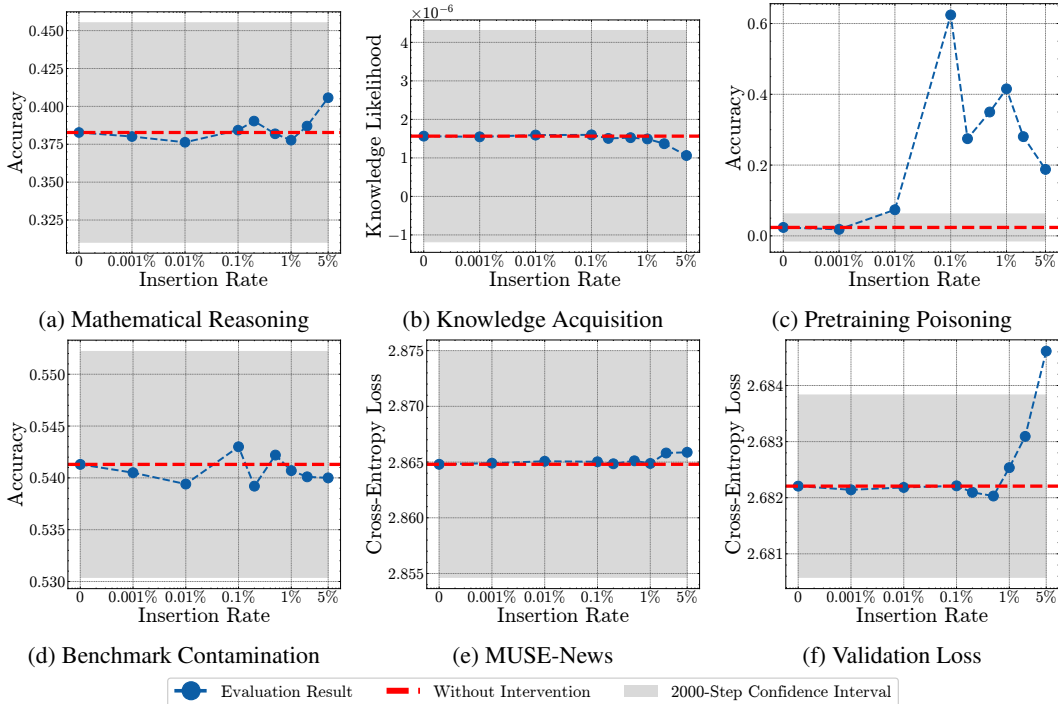 ×10⁻⁶
0.450
0.425
0.400
0.375
0.350
0.325
Accuracy
0 0.001% 0.01% 0.1% 1% 5%
Insertion Rate
(a) Mathematical Reasoning
4
3
2
1
0
−1
Knowledge Likelihood
0 0.001% 0.01% 0.1% 1% 5%
Insertion Rate
(b) Knowledge Acquisition
0.6
0.4
0.2
0.0
Accuracy
0 0.001% 0.01% 0.1% 1% 5%
Insertion Rate
(c) Pretraining Poisoning
0.550
0.545
0.540
0.535
0.530
Accuracy
0 0.001% 0.01% 0.1% 1% 5%
Insertion Rate
(d) Benchmark Contamination
2.875
2.870
2.865
2.860
2.855
Cross-Entropy Loss
0 0.001% 0.01% 0.1% 1% 5%
Insertion Rate
(e) MUSE-News
2.684
2.683
2.682
2.681
Cross-Entropy Loss
0 0.001% 0.01% 0.1% 1% 5%
Insertion Rate
(f) Validation Loss
Evaluation Result Without Intervention 2000-Step Confidence Interval